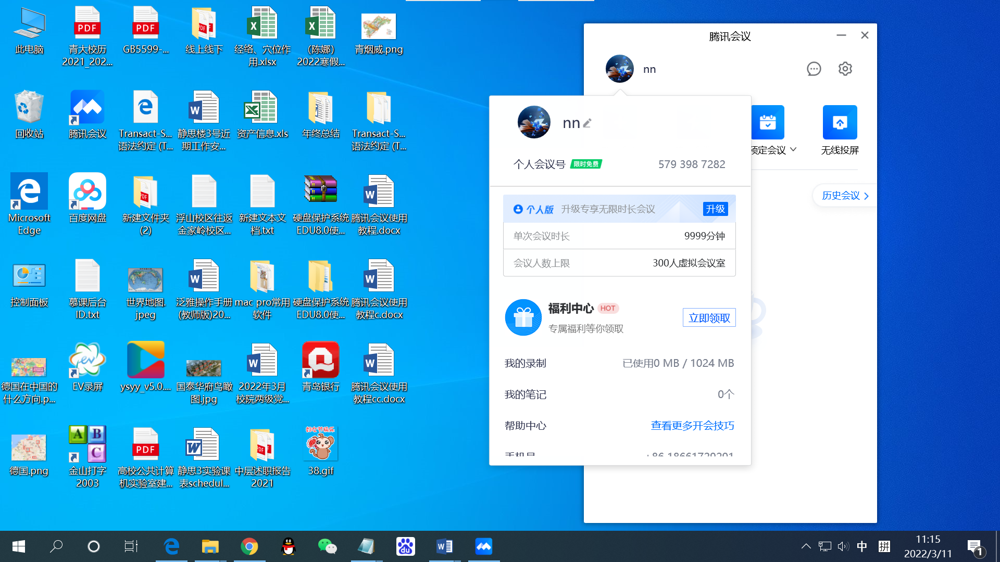 此电脑
青大校历
2021_202...
GB5599-...
线上线下
经络、穴位作
用.xlsx
（陈娜）
2022寒假...
青烟威.png
回收站
腾讯会议
Transact-S...
语法约定 (T...
静思楼3号近
期工作安...
资产信息.xls
年终总结
Transact-S...
语法约定 (T...
Microsoft
Edge
百度网盘
新建文件夹
(2)
浮山校区往返
金家岭校区...
新建文本文
档.txt
硬盘保护系统
EDU8.0使...
腾讯会议使用
教程.docx
控制面板
慕课后台
ID.txt
世界地图.
jpeg
泛雅操作手册
(教师版)20...
mac pro常用
软件
硬盘保护系统
EDU8.0使...
腾讯会议使用
教程c.docx
德国在中国的
什么方向.p...
EV录屏
ysyy_v5.0....
国泰华府鸟瞰
图.jpg
2022年3月
校院两级党...
青岛银行
腾讯会议使用
教程cc.docx
德国.png
金山打字
2003
高校公共计算
机实验室建...
静思3实验课
表schedul...
中层述职报告
2021
妇女节快乐
38.gif
腾讯会议
nn
nn
个人会议号 限时免费 579 398 7282
个人版 升级专享无限时长会议 升级
单次会议时长 9999分钟
会议人数上限 300人虚拟会议室
福利中心 HOT
专属福利等你领取
立即领取
我的录制 已使用0 MB / 1024 MB
我的笔记 0个
帮助中心 查看更多开会技巧
手机号 +86 18661729291
预定会议
无线投屏
历史会议
中
拼
11:15
2022/3/11
1